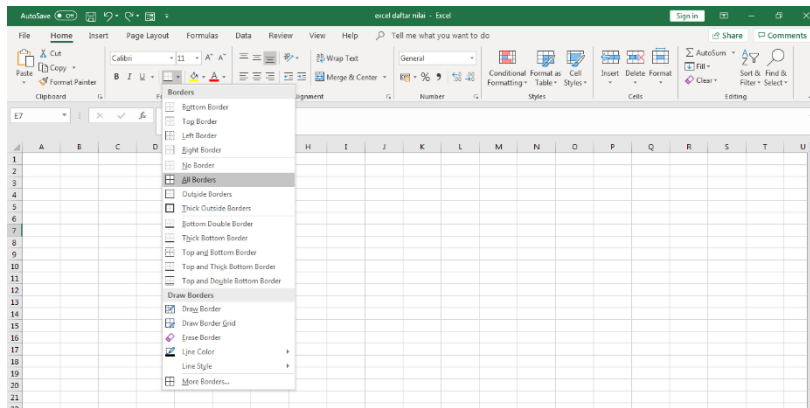 AutoSave On excel daftar nilai - Excel Sign in
File Home Insert Page Layout Formulas Data Review View Help Tell me what you want to do Share Comments
Paste Cut Copy Format Painter
Calibri 11 A A
B I U A
Wrap Text
Merge & Center
General
% 9
Conditional Formatting Format as Table Cell Styles
Insert Delete Format
AutoSum Fill Clear
Sort & Filter Find & Select
Clipboard Number Styles Cells Editing
E7 fx
A B C D H I J K L M N O P Q R S T U
Borders
Bottom Border
Top Border
Left Border
Right Border
No Border
All Borders
Outside Borders
Thick Outside Borders
Bottom Double Border
Thick Bottom Border
Top and Bottom Border
Top and Thick Bottom Border
Top and Double Bottom Border
Draw Borders
Draw Border
Draw Border Grid
Erase Border
Line Color
Line Style
More Borders...
1
2
3
4
5
6
7
8
9
10
11
12
13
14
15
16
17
18
19
20
21